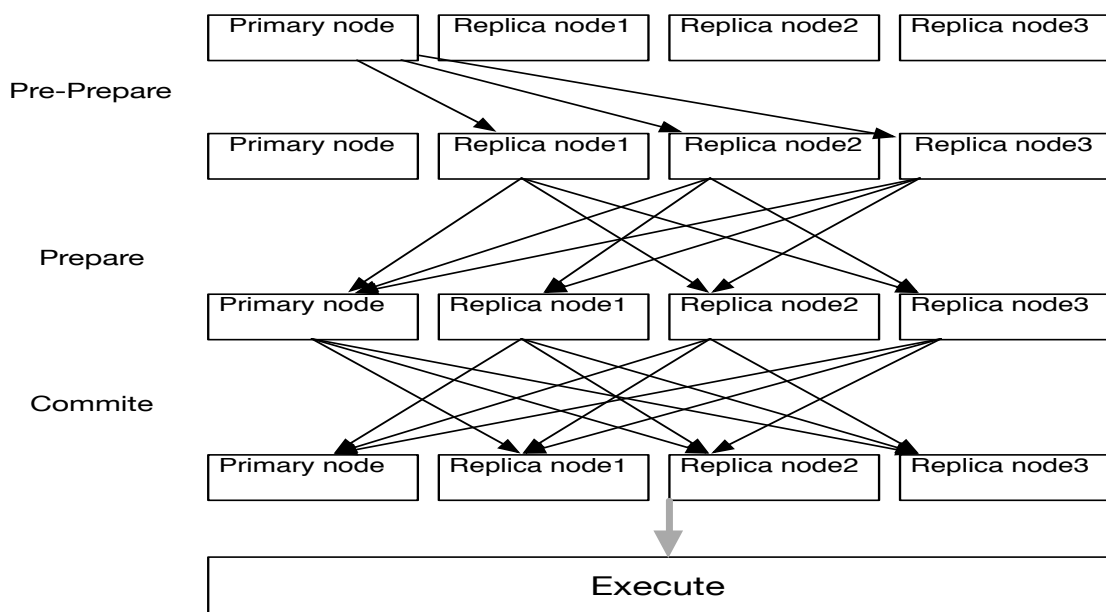 Primary node Replica node1 Replica node2 Replica node3
Pre-Prepare
Primary node Replica node1 Replica node2 Replica node3
Prepare
Primary node Replica node1 Replica node2 Replica node3
Commite
Primary node Replica node1 Replica node2 Replica node3
Execute